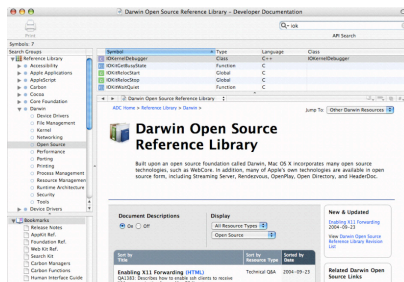 Darwin Open Source Reference Library – Developer Documentation
Print
iok
API Search
Symbols: 7
Search Groups
Symbol Type Language Class
IOKernelDebugger Class C++ IOKernelDebugger
IOKitGetBusyState Function C
IOKitRelocStart Global C
IOKitRelocStart Global C
IOKitWaitQuiet Function C
Reference Library
Accessibility
Apple Applications
AppleScript
Carbon
Cocoa
Core Foundation
Darwin
Device Drivers
File Management
Kernel
Networking
Open Source
Performance
Porting
Printing
Process Management
Resource Management
Runtime Architecture
Security
Tools
Device Drivers
Bookmarks
Release Notes
AppKit Ref.
Foundation Ref.
Web Kit Ref.
Search Kit
Carbon Managers
Carbon Functions
Human Interface Guide
Darwin Open Source Reference Library
ADC Home > Reference Library > Darwin >
Jump To: Other Darwin Resources
Darwin Open Source
Reference Library
Built upon an open source foundation called Darwin, Mac OS X incorporates many open source
technologies, such as WebCore. In addition, many of Apple's own technologies are available in open
source form, including Streaming Server, Rendezvous, OpenPlay, Open Directory, and HeaderDoc.
Document Descriptions
On Off
Display
All Resource Types
Open Source
New & Updated
Enabling X11 Forwarding
2004-09-23
View Darwin Open Source
Reference Library Revision
List
Sort by
Title
Sort by
Resource Type
Sorted by
Date
Enabling X11 Forwarding (HTML) Technical Q&A 2004-09-23
QA1383: Describes how to enable ssh clients to receive
Related Darwin Open
Source Links